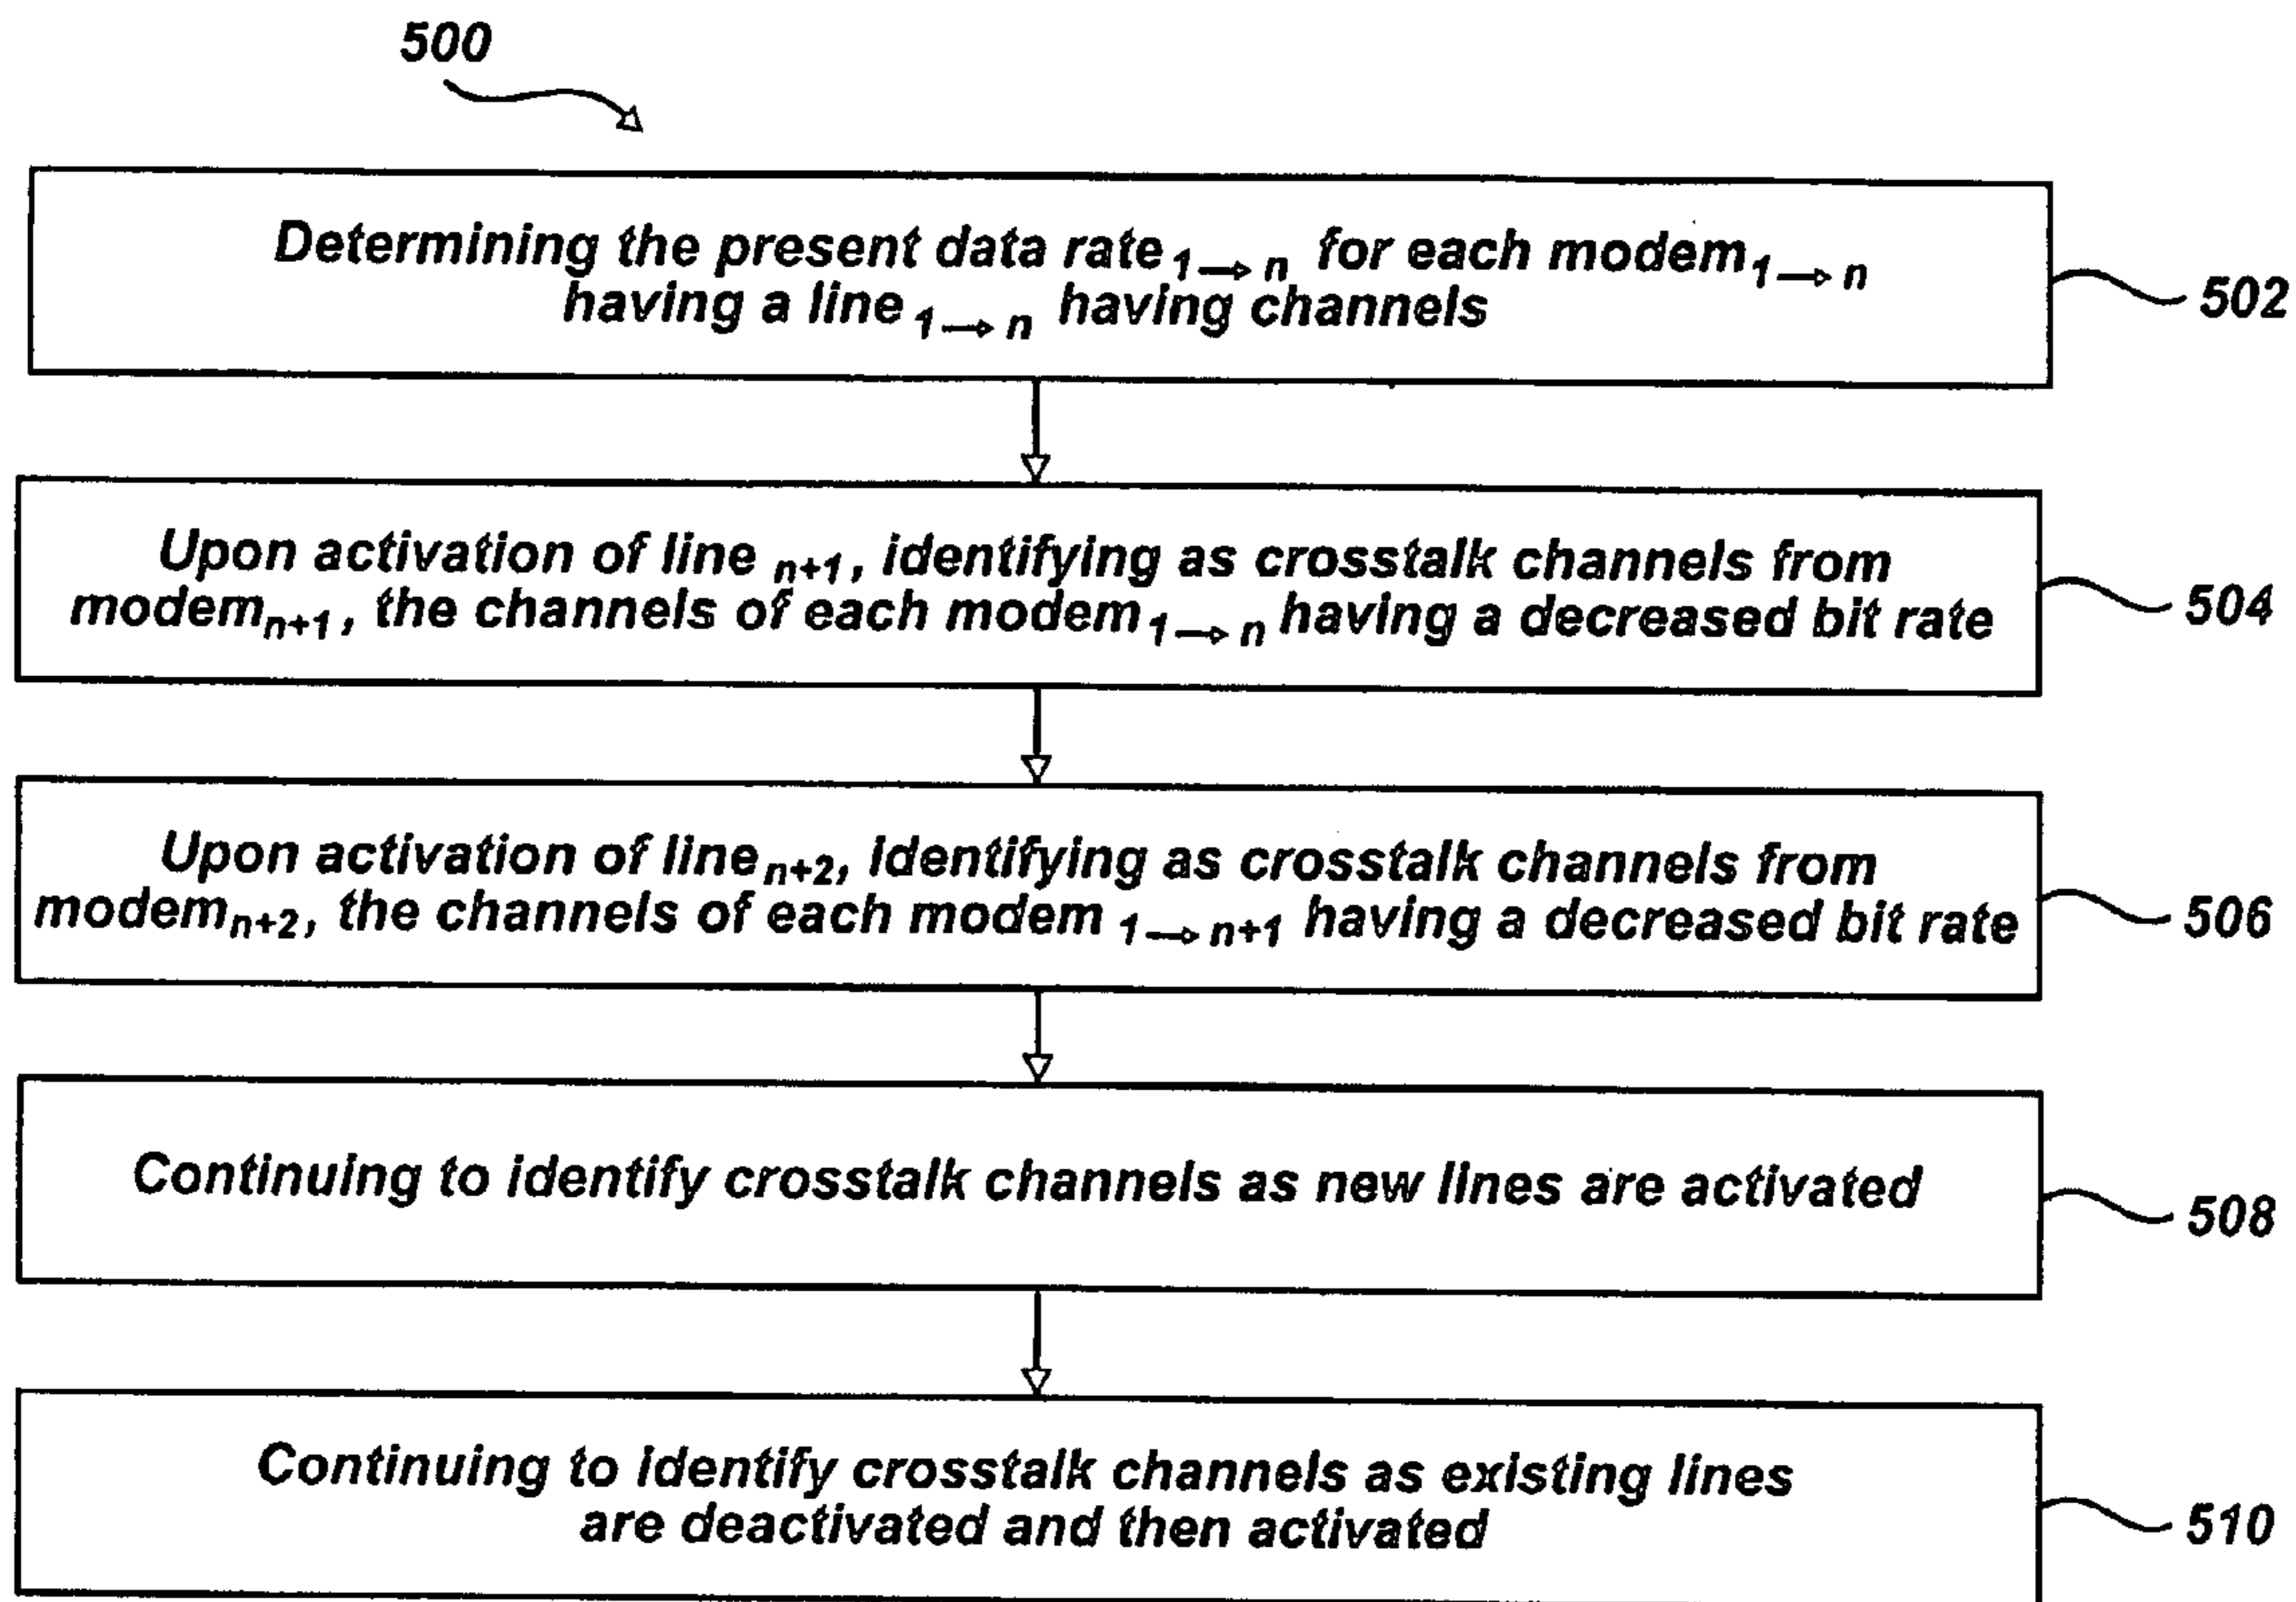 500
Determining the present data rate 1→n for each modem 1→n
having a line 1→n having channels
502
Upon activation of line n+1, identifying as crosstalk channels from
modem n+1, the channels of each modem 1→n having a decreased bit rate
504
Upon activation of line n+2, identifying as crosstalk channels from
modem n+2, the channels of each modem 1→n+1 having a decreased bit rate
506
Continuing to identify crosstalk channels as new lines are activated
508
Continuing to identify crosstalk channels as existing lines
are deactivated and then activated
510